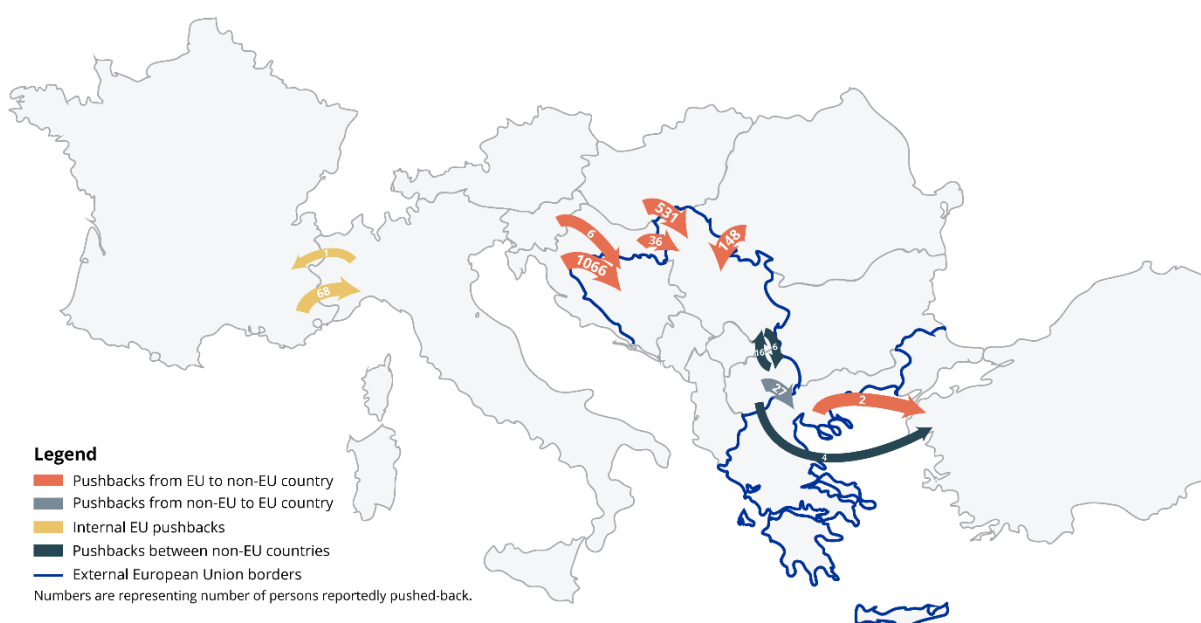 531
6
36
148
1066
1
68
16
6
27
2
4
Legend
Pushbacks from EU to non-EU country
Pushbacks from non-EU to EU country
Internal EU pushbacks
Pushbacks between non-EU countries
External European Union borders
Numbers are representing number of persons reportedly pushed-back.